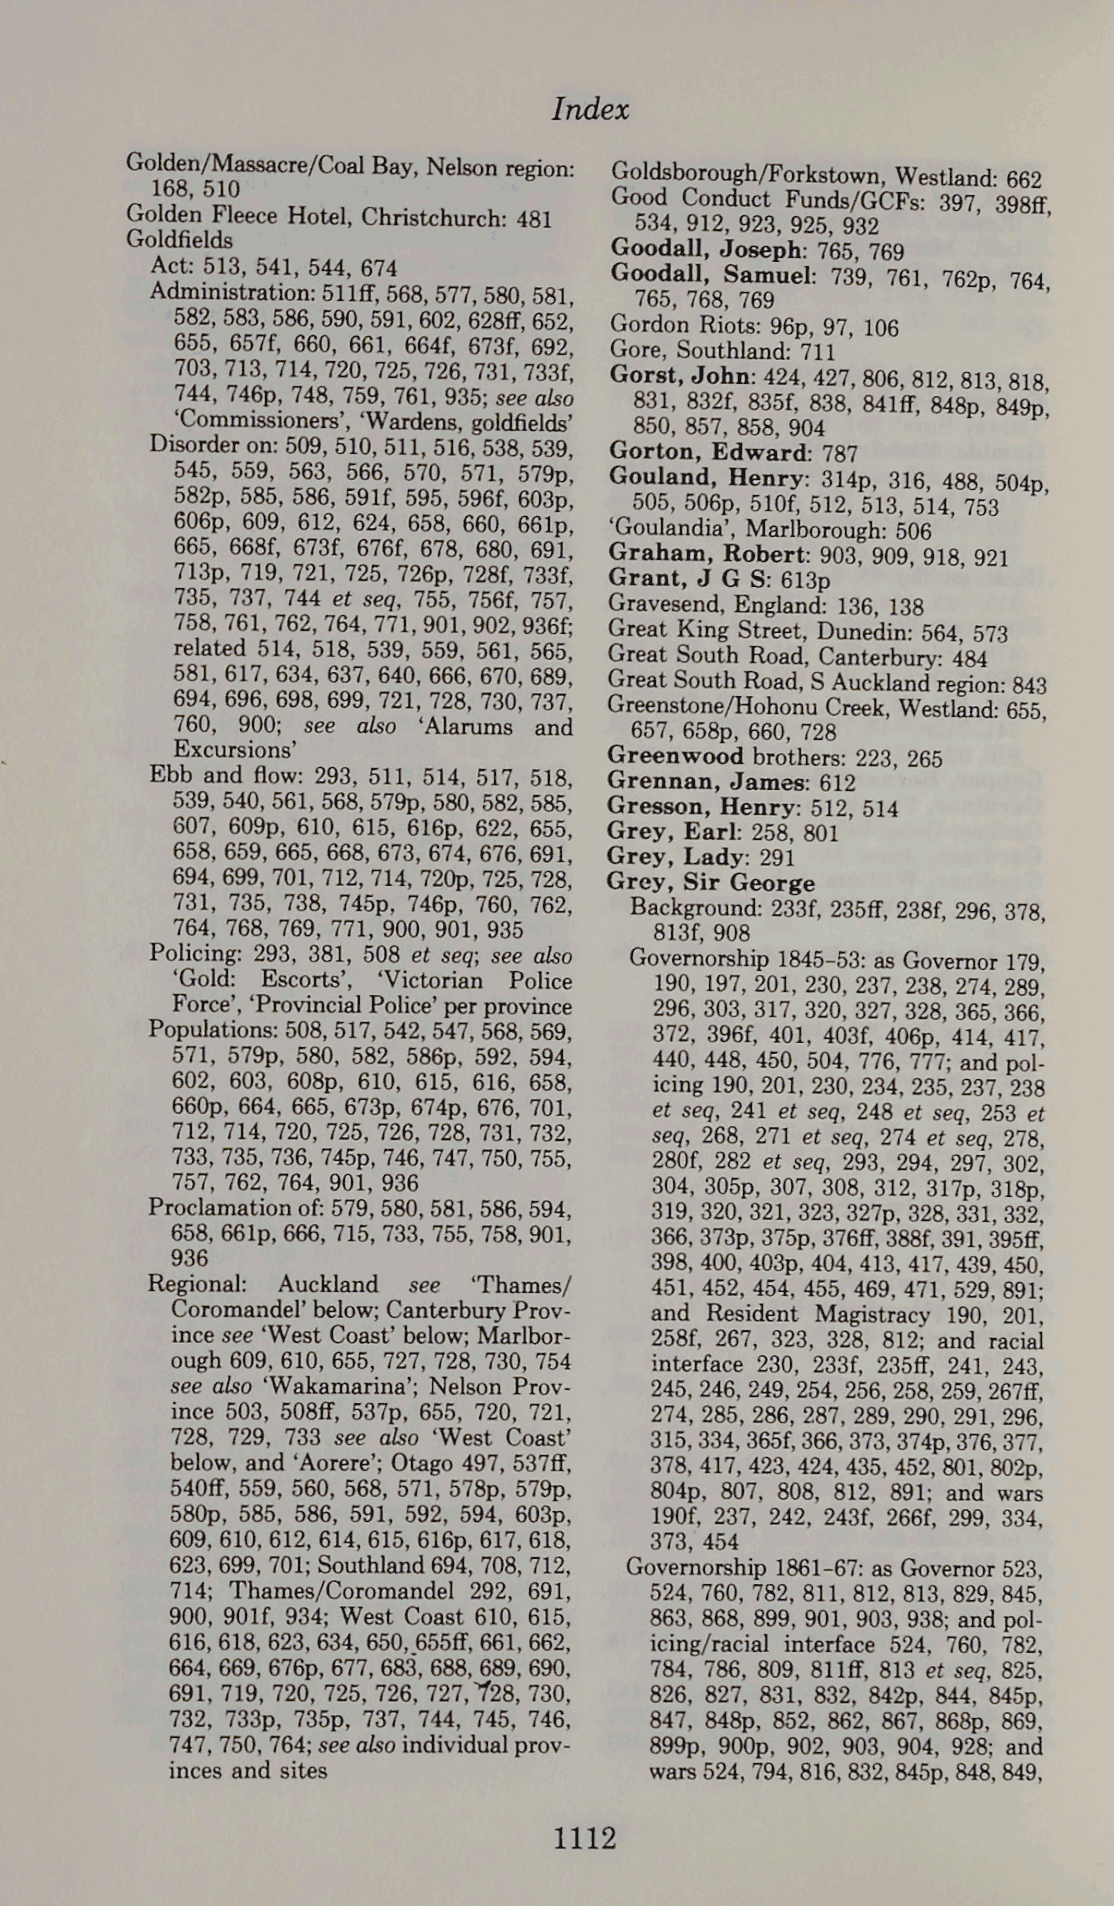 Index
Golden/Massacre/Coal Bay, Nelson region:
168, 510
Golden Fleece Hotel, Christchurch: 481
Goldfields
Act: 513, 541, 544, 674
Administration: 511ff, 568, 577, 580, 581,
582, 583, 586, 590, 591, 602, 628ff, 652,
655, 657f, 660, 661, 664f, 673f, 692,
703, 713, 714, 720, 725, 726, 731, 733f,
744, 746p, 748, 759, 761, 935; see also
‘Commissioners’, ‘Wardens, goldfields’
Disorder on: 509, 510, 511, 516, 538, 539,
545, 559, 563, 566, 570, 571, 579p,
582p, 585, 586, 591f, 595, 596f, 603p,
606p, 609, 612, 624, 658, 660, 661p,
665, 668f, 673f, 676f, 678, 680, 691,
713p, 719, 721, 725, 726p, 728f, 733f,
735, 737, 744 et seq, 755, 756f, 757,
758, 761, 762, 764, 771, 901, 902, 936f;
related 514, 518, 539, 559, 561, 565,
581, 617, 634, 637, 640, 666, 670, 689,
694, 696, 698, 699, 721, 728, 730, 737,
760, 900; see also ‘Alarums and
Excursions’
Ebb and flow: 293, 511, 514, 517, 518,
539, 540, 561, 568, 579p, 580, 582, 585,
607, 609p, 610, 615, 616p, 622, 655,
658, 659, 665, 668, 673, 674, 676, 691,
694, 699, 701, 712, 714, 720p, 725, 728,
731, 735, 738, 745p, 746p, 760, 762,
764, 768, 769, 771, 900, 901, 935
Policing: 293, 381, 508 et seq; see also
‘Gold: Escorts’, ‘Victorian Police
Force’, ‘Provincial Police’ per province
Populations: 508, 517, 542, 547, 568, 569,
571, 579p, 580, 582, 586p, 592, 594,
602, 603, 608p, 610, 615, 616, 658,
660p, 664, 665, 673p, 674p, 676, 701,
712, 714, 720, 725, 726, 728, 731, 732,
733, 735, 736, 745p, 746, 747, 750, 755,
757, 762, 764, 901, 936
Proclamation of: 579, 580, 581, 586, 594,
658, 661p, 666, 715, 733, 755, 758, 901,
936
Regional: Auckland see ‘Thames/
Coromandel’ below; Canterbury Prov-
ince see ‘West Coast’ below; Marlbor-
ough 609, 610, 655, 727, 728, 730, 754
see also ‘Wakamarina’; Nelson Prov-
ince 503, 508ff, 537p, 655, 720, 721,
728, 729, 733 see also ‘West Coast’
below, and ‘Aorere’; Otago 497, 537ff,
540ff, 559, 560, 568, 571, 578p, 579p,
580p, 585, 586, 591, 592, 594, 603p,
609, 610, 612, 614, 615, 616p, 617, 618,
623, 699, 701; Southland 694, 708, 712,
714; Thames/Coromandel 292, 691,
900, 901f, 934; West Coast 610, 615,
616, 618, 623, 634, 650, 655ff, 661, 662,
664, 669, 676p, 677, 683, 688, 689, 690,
691, 719, 720, 725, 726, 727, 728, 730,
732, 733p, 735p, 737, 744, 745, 746,
747, 750, 764; see also individual prov-
inces and sites
Goldsborough/Forkstown, Westland: 662
Good Conduct Funds/GCFs: 397, 398ff,
534, 912, 923, 925, 932
Goodall, Joseph: 765, 769
Goodall, Samuel: 739, 761, 762p, 764,
765, 768, 769
Gordon Riots: 96p, 97, 106
Gore, Southland: 711
Gorst, John: 424, 427, 806, 812, 813, 818,
831, 832f, 835f, 838, 841ff, 848p, 849p,
850, 857, 858, 904
Gorton, Edward: 787
Gouland, Henry: 314p, 316, 488, 504p,
505, 506p, 510f, 512, 513, 514, 753
‘Goulandia’, Marlborough: 506
Graham, Robert: 903, 909, 918, 921
Grant, J G S: 613p
Gravesend, England: 136, 138
Great King Street, Dunedin: 564, 573
Great South Road, Canterbury: 484
Great South Road, S Auckland region: 843
Greenstone/Hohonu Creek, Westland: 655,
657, 658p, 660, 728
Greenwood brothers: 223, 265
Grennan, James: 612
Gresson, Henry: 512, 514
Grey, Earl: 258, 801
Grey, Lady: 291
Grey, Sir George
Background: 233f, 235ff, 238f, 296, 378,
813f, 908
Governorship 1845–53: as Governor 179,
190, 197, 201, 230, 237, 238, 274, 289,
296, 303, 317, 320, 327, 328, 365, 366,
372, 396f, 401, 403f, 406p, 414, 417,
440, 448, 450, 504, 776, 777; and pol-
icing 190, 201, 230, 234, 235, 237, 238
et seq, 241 et seq, 248 et seq, 253 et
seq, 268, 271 et seq, 274 et seq, 278,
280f, 282 et seq, 293, 294, 297, 302,
304, 305p, 307, 308, 312, 317p, 318p,
319, 320, 321, 323, 327p, 328, 331, 332,
366, 373p, 375p, 376ff, 388f, 391, 395ff,
398, 400, 403p, 404, 413, 417, 439, 450,
451, 452, 454, 455, 469, 471, 529, 891;
and Resident Magistracy 190, 201,
258f, 267, 323, 328, 812; and racial
interface 230, 233f, 235ff, 241, 243,
245, 246, 249, 254, 256, 258, 259, 267ff,
274, 285, 286, 287, 289, 290, 291, 296,
315, 334, 365f, 366, 373, 374p, 376, 377,
378, 417, 423, 424, 435, 452, 801, 802p,
804p, 807, 808, 812, 891; and wars
190f, 237, 242, 243f, 266f, 299, 334,
373, 454
Governorship 1861–67: as Governor 523,
524, 760, 782, 811, 812, 813, 829, 845,
863, 868, 899, 901, 903, 938; and pol-
icing/racial interface 524, 760, 782,
784, 786, 809, 811ff, 813 et seq, 825,
826, 827, 831, 832, 842p, 844, 845p,
847, 848p, 852, 862, 867, 868p, 869,
899p, 900p, 902, 903, 904, 928; and
wars 524, 794, 816, 832, 845p, 848, 849,
1112